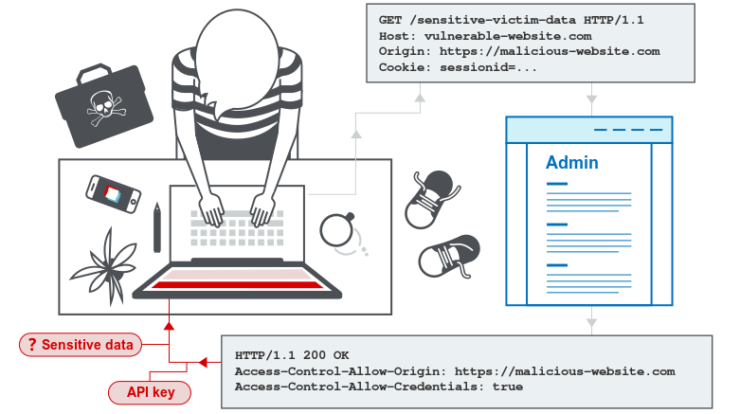 GET /sensitive-victim-data HTTP/1.1
Host: vulnerable-website.com
Origin: https://malicious-website.com
Cookie: sessionid=...
Admin
? Sensitive data
API key
HTTP/1.1 200 OK
Access-Control-Allow-Origin: https://malicious-website.com
Access-Control-Allow-Credentials: true